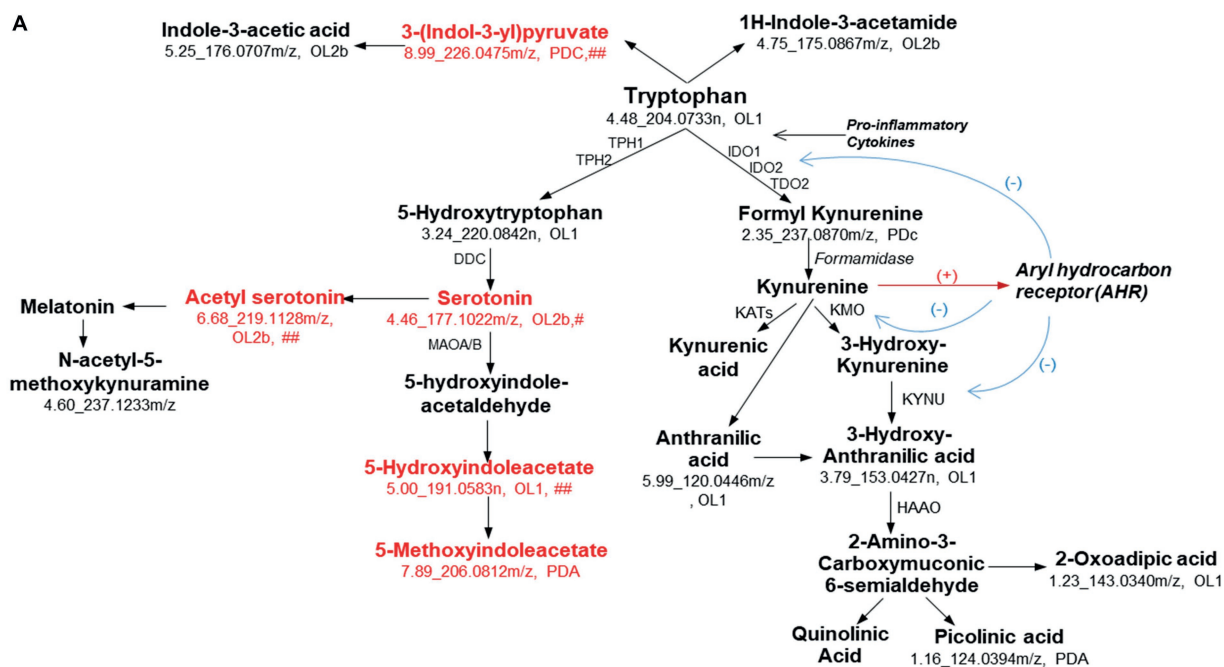 A
Indole-3-acetic acid
5.25_176.0707m/z, OL2b
3-(Indol-3-yl)pyruvate
8.99_226.0475m/z, PDC,##
1H-Indole-3-acetamide
4.75_175.0867m/z, OL2b
Tryptophan
4.48_204.0733n, OL1
Pro-inflammatory
Cytokines
TPH1
TPH2
IDO1
IDO2
TDO2
(-)
5-Hydroxytryptophan
3.24_220.0842n, OL1
Formyl Kynurenine
2.35_237.0870m/z, PDc
DDC
Formamidase
Melatonin
Acetyl serotonin
6.68_219.1128m/z,
OL2b, ##
Serotonin
4.46_177.1022m/z, OL2b,#
Kynurenine
(+)
Aryl hydrocarbon
receptor (AHR)
KATs
KMO
(-)
MAOA/B
N-acetyl-5-
methoxykynuramine
4.60_237.1233m/z
5-hydroxyindole-
acetaldehyde
Kynurenic
acid
3-Hydroxy-
Kynurenine
(-)
KYNU
5-Hydroxyindoleacetate
5.00_191.0583n, OL1, ##
Anthranilic
acid
5.99_120.0446m/z
, OL1
3-Hydroxy-
Anthranilic acid
3.79_153.0427n, OL1
HAAO
5-Methoxyindoleacetate
7.89_206.0812m/z, PDA
2-Amino-3-
Carboxymuconic
6-semialdehyde
2-Oxoadipic acid
1.23_143.0340m/z, OL1
Quinolinic
Acid
Picolinic acid
1.16_124.0394m/z, PDA